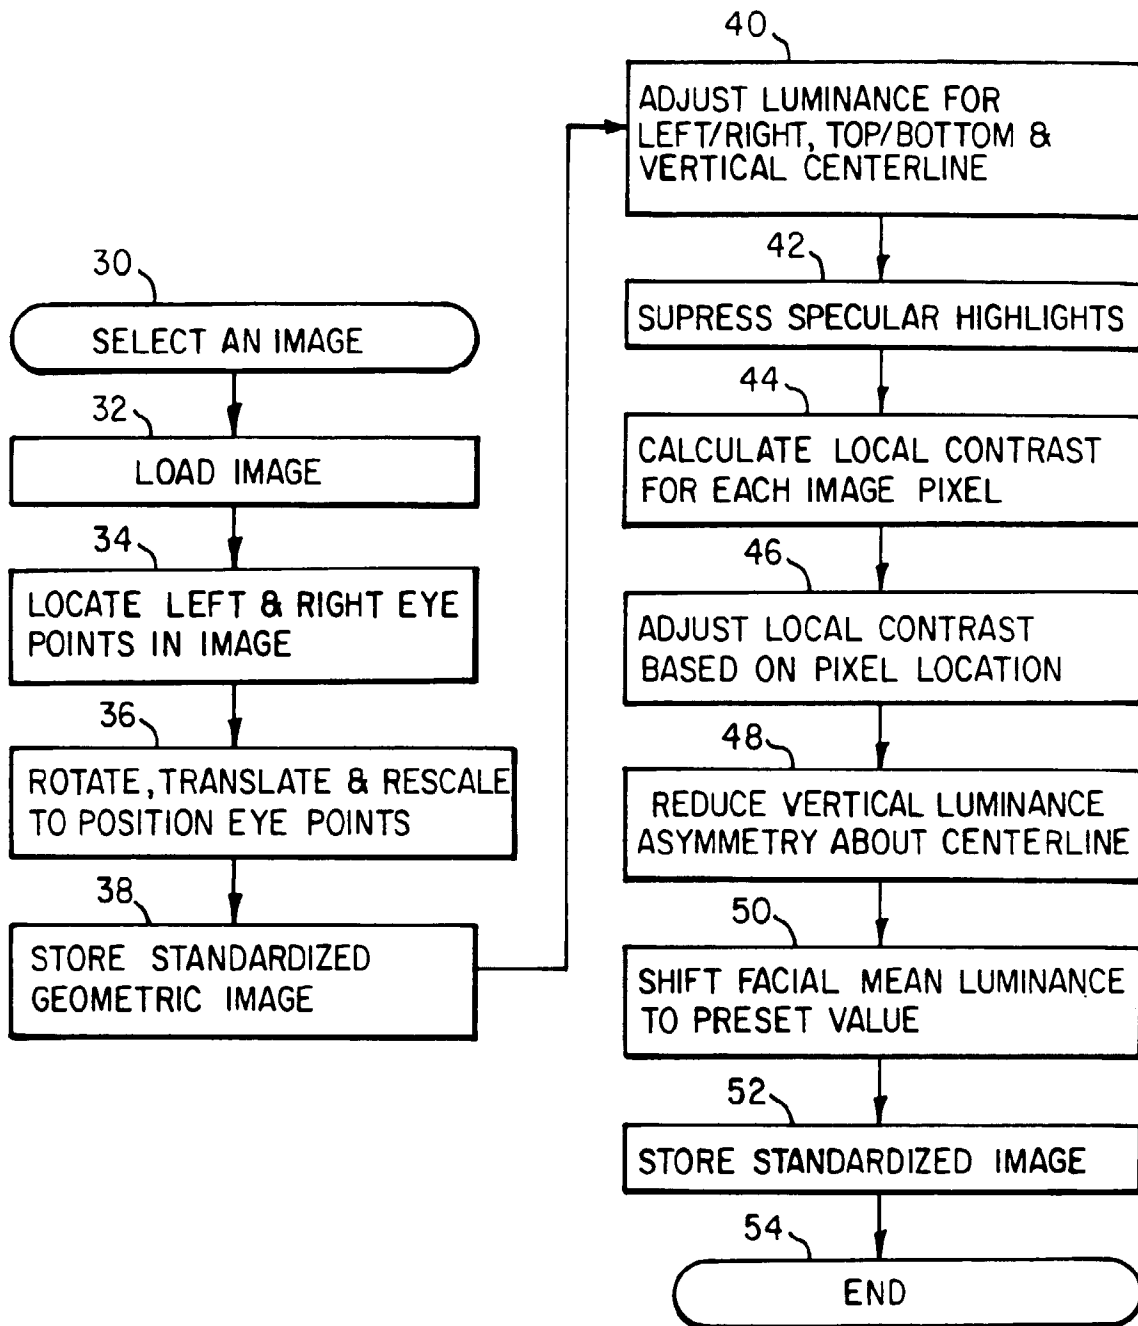 30
SELECT AN IMAGE
32
LOAD IMAGE
34
LOCATE LEFT & RIGHT EYE
POINTS IN IMAGE
36
ROTATE, TRANSLATE & RESCALE
TO POSITION EYE POINTS
38
STORE STANDARDIZED
GEOMETRIC IMAGE
40
ADJUST LUMINANCE FOR
LEFT/RIGHT, TOP/BOTTOM &
VERTICAL CENTERLINE
42
SUPRESS SPECULAR HIGHLIGHTS
44
CALCULATE LOCAL CONTRAST
FOR EACH IMAGE PIXEL
46
ADJUST LOCAL CONTRAST
BASED ON PIXEL LOCATION
48
REDUCE VERTICAL LUMINANCE
ASYMMETRY ABOUT CENTERLINE
50
SHIFT FACIAL MEAN LUMINANCE
TO PRESET VALUE
52
STORE STANDARDIZED IMAGE
54
END